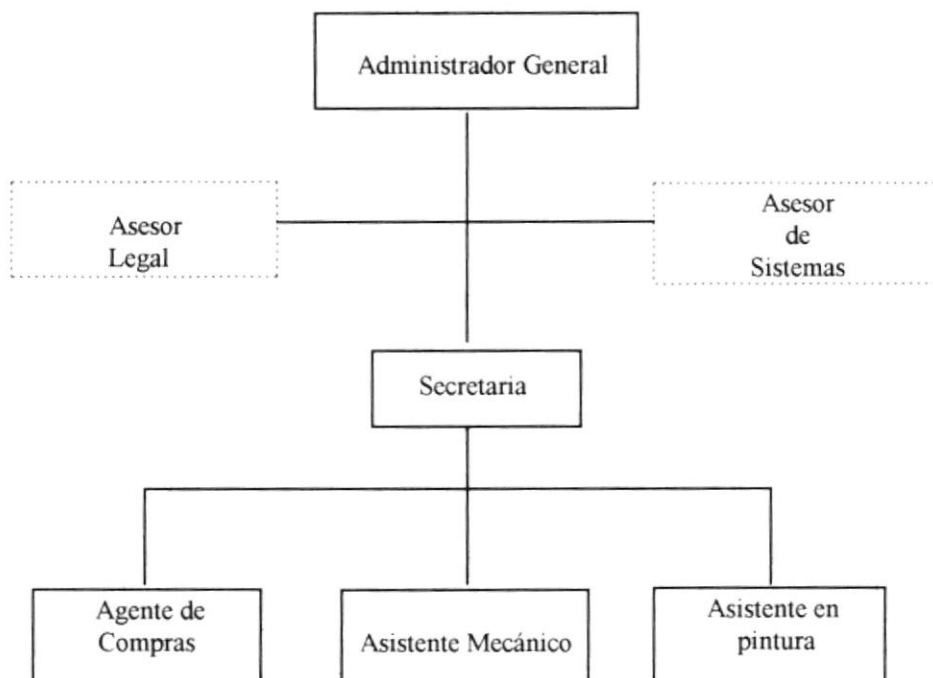 Administrador General
Asesor
Legal
Asesor
de
Sistemas
Secretaria
Agente de
Compras
Asistente Mecánico
Asistente en
pintura